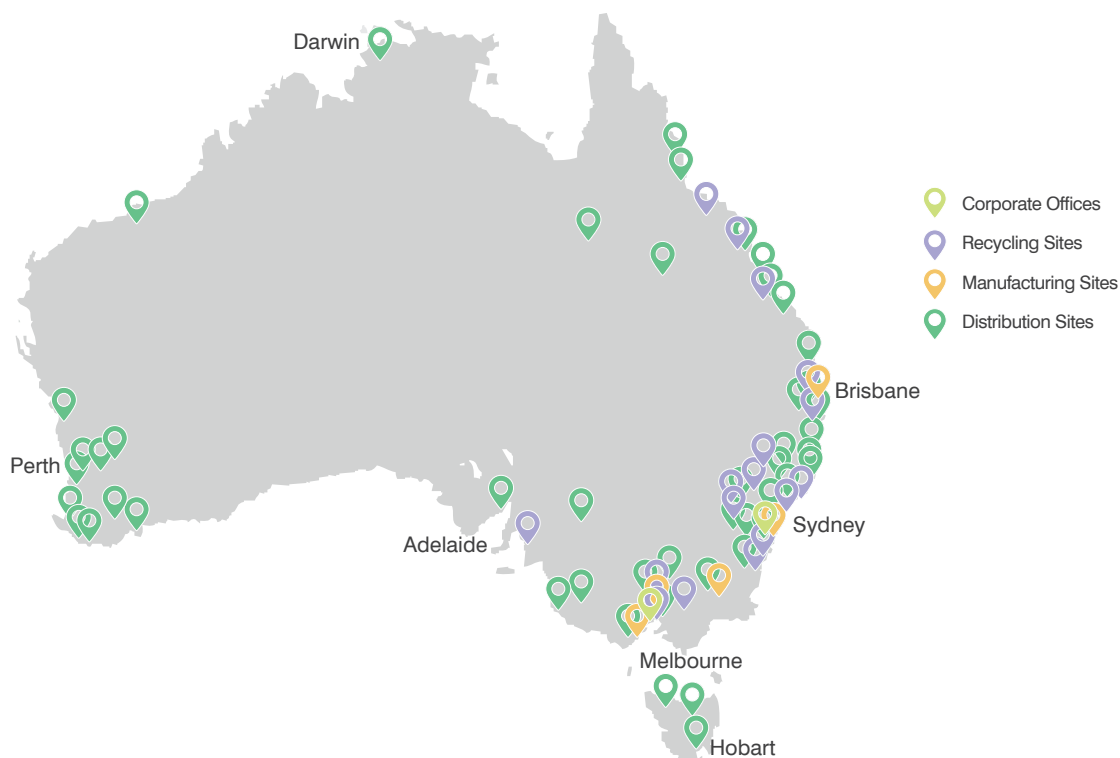 Darwin
Corporate Offices
Recycling Sites
Manufacturing Sites
Distribution Sites
Brisbane
Perth
Sydney
Adelaide
Melbourne
Hobart